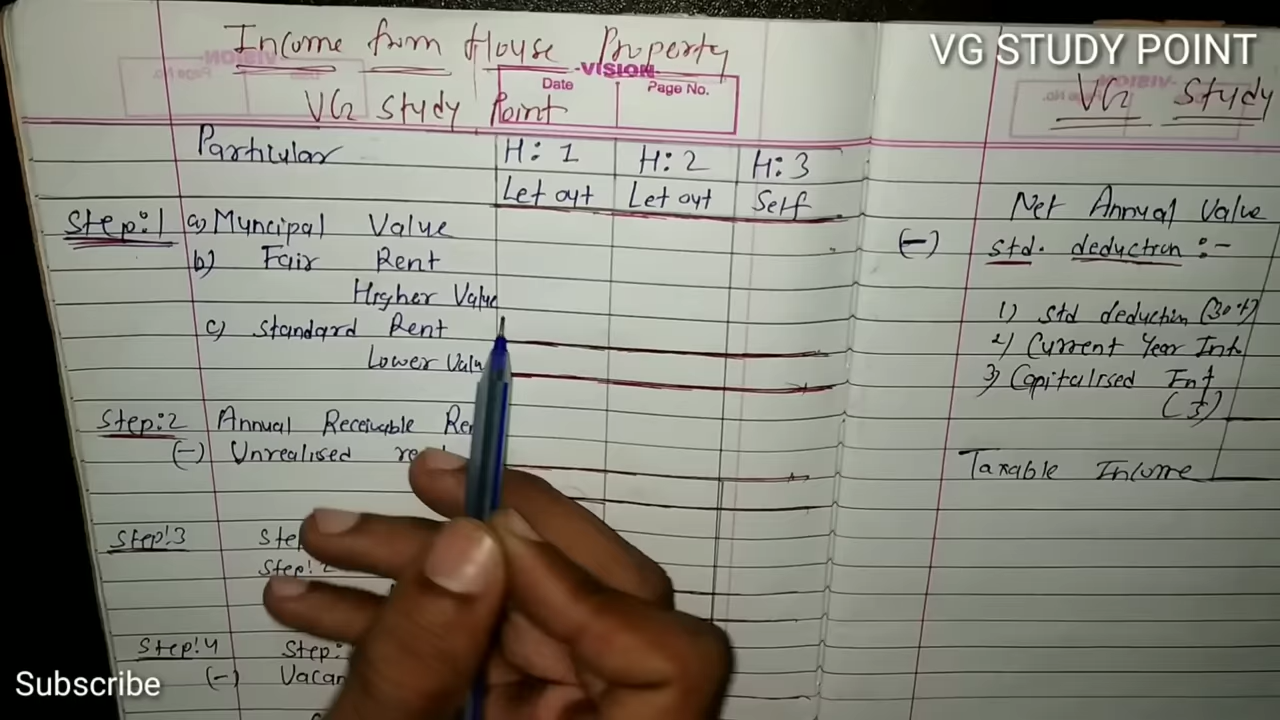 Income from House Property
VG STUDY POINT
-VISION-
Date
Page No.
VG Study Point
VG Study
Particular
H: 1
H: 2
H: 3
Let out
Let out
Self
Step:1 a) Muncipal Value
b) Fair Rent
Higher Value
c) Standard Rent
Lower
Step:2 Annual Receivable
(-) Unrealised
Step:3
Step:2
Step:4
(-)
Net Annual Value
(-) std. deduction :-
1) Std deduction (30%)
2) Current Year Int
3) Capitalised Int
(1/5)
Taxable Income
Subscribe